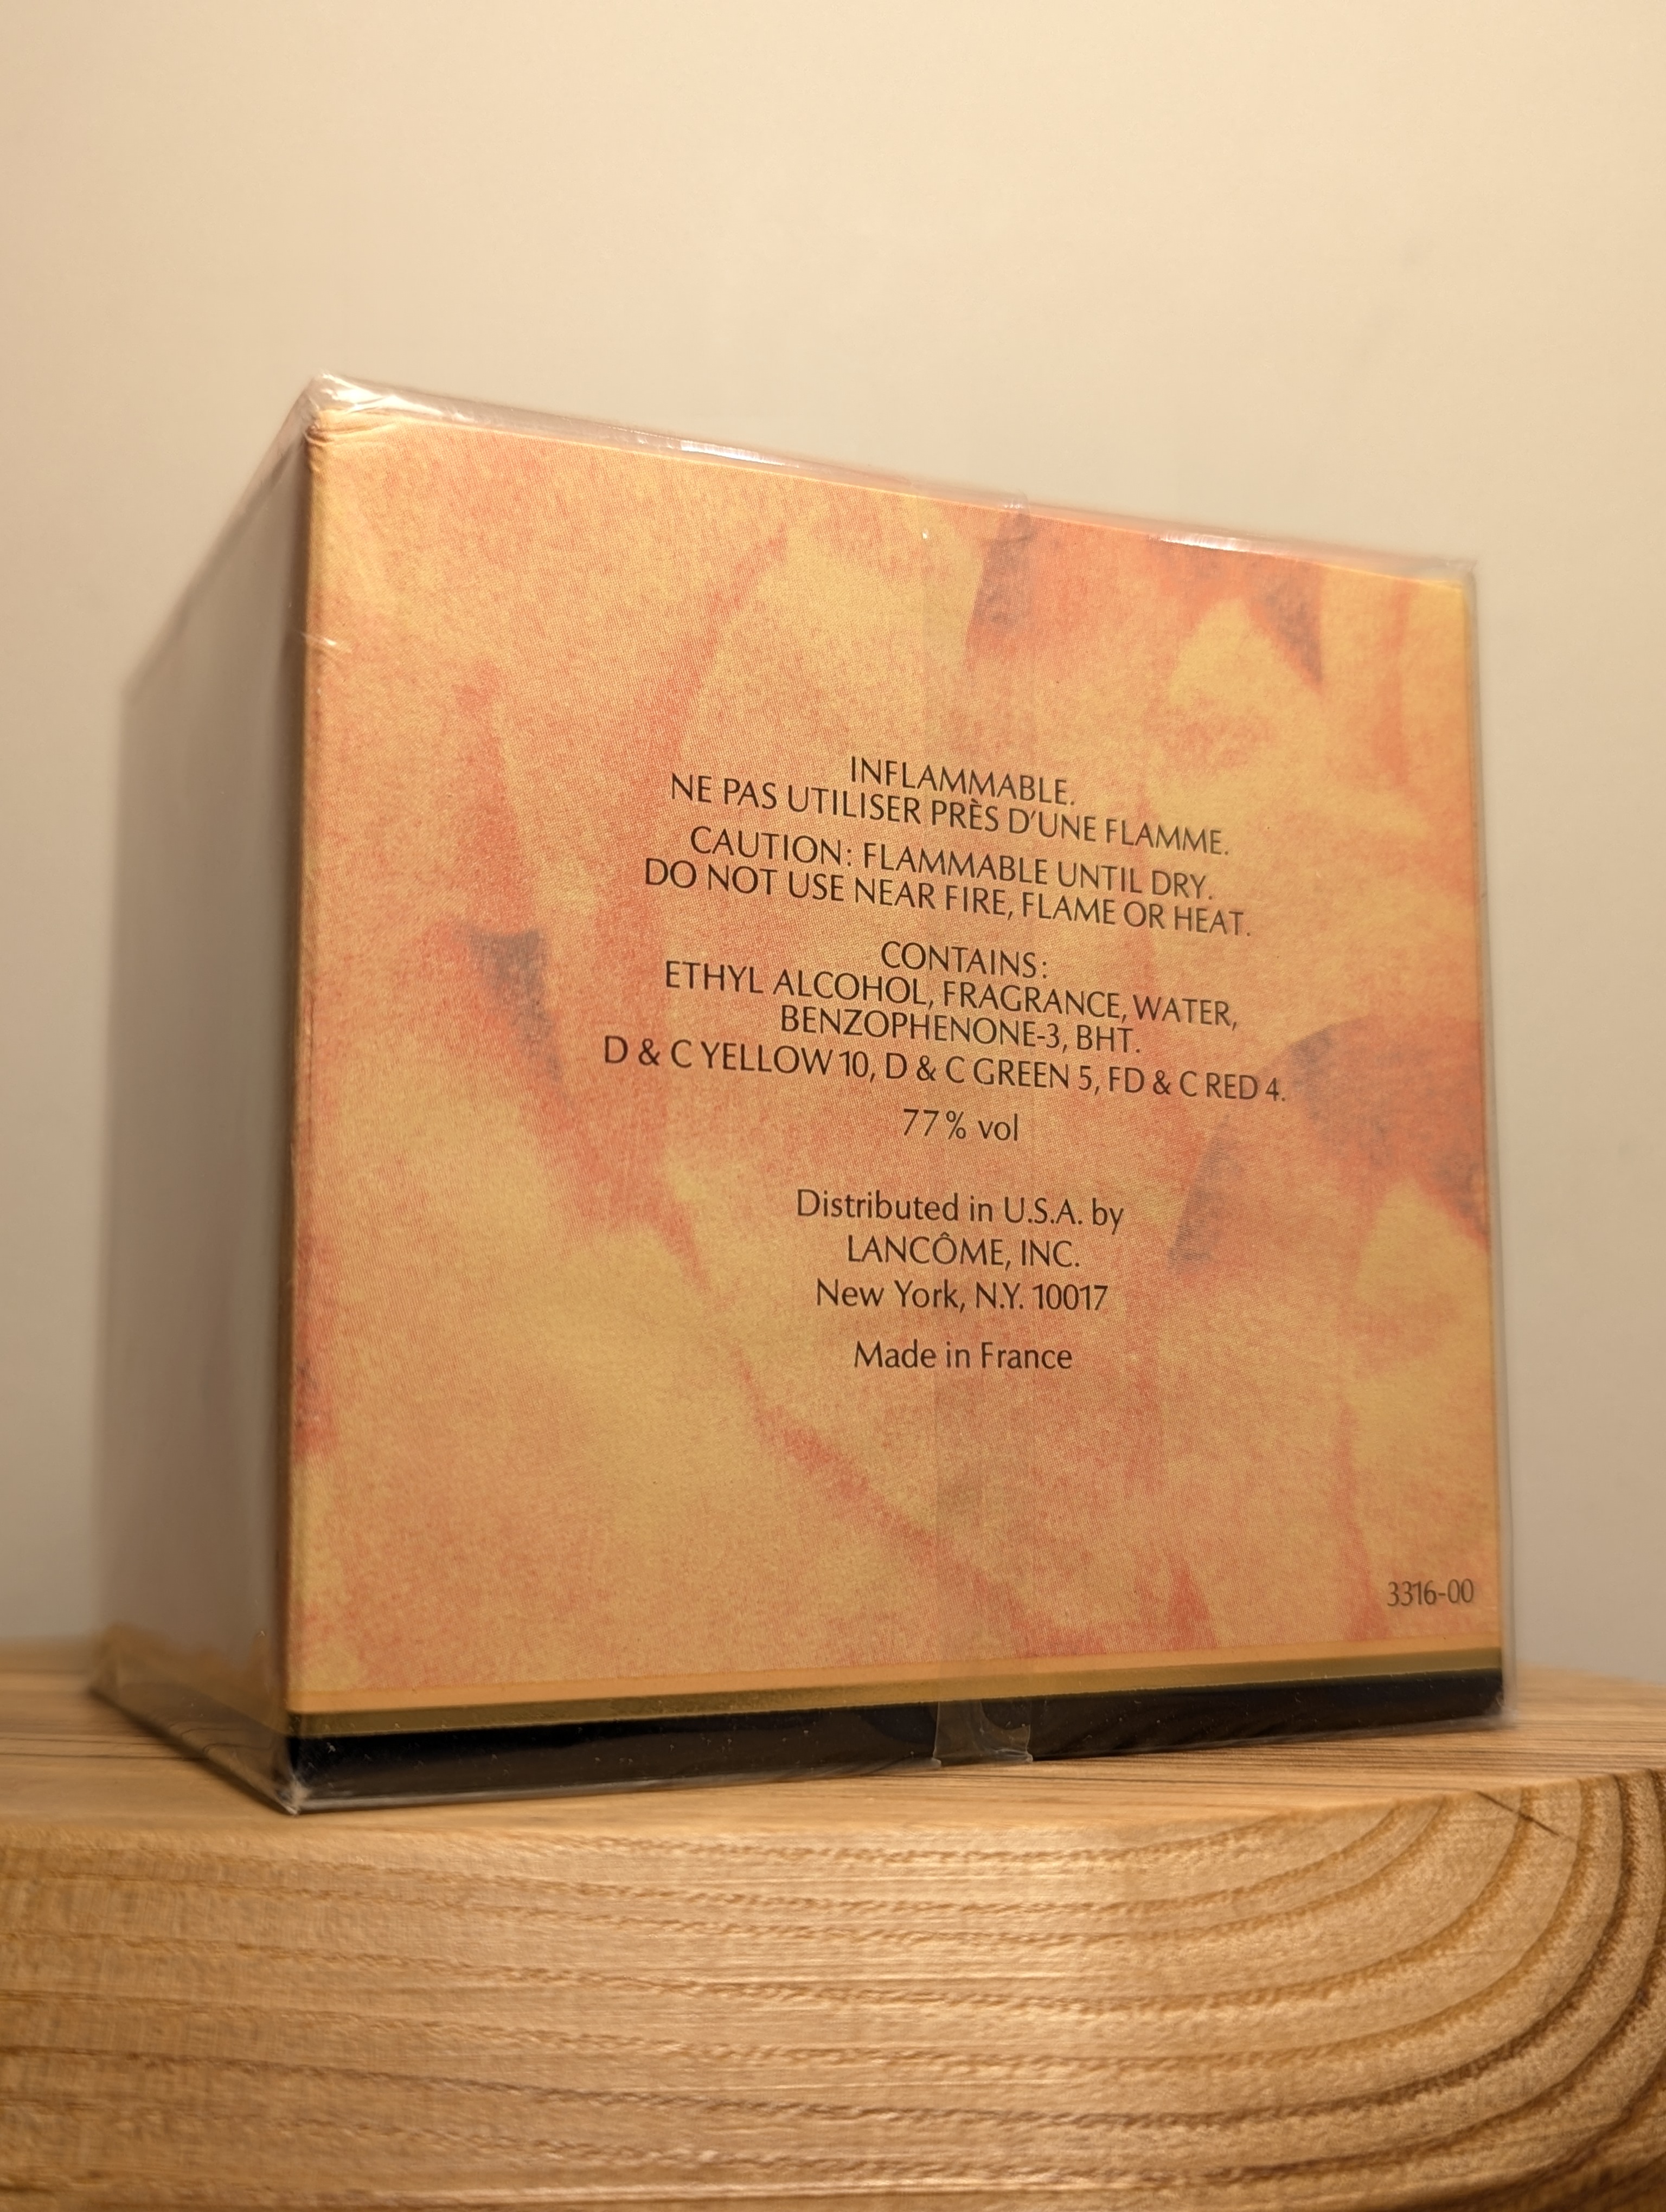 INFLAMMABLE.
NE PAS UTILISER PRÈS D'UNE FLAMME.
CAUTION: FLAMMABLE UNTIL DRY.
DO NOT USE NEAR FIRE, FLAME OR HEAT.
CONTAINS:
ETHYL ALCOHOL, FRAGRANCE, WATER,
BENZOPHENONE-3, BHT.
D & C YELLOW 10, D & C GREEN 5, FD & C RED 4.
77% vol
Distributed in U.S.A. by
LANCÔME, INC.
New York, N.Y. 10017
Made in France
3316-00